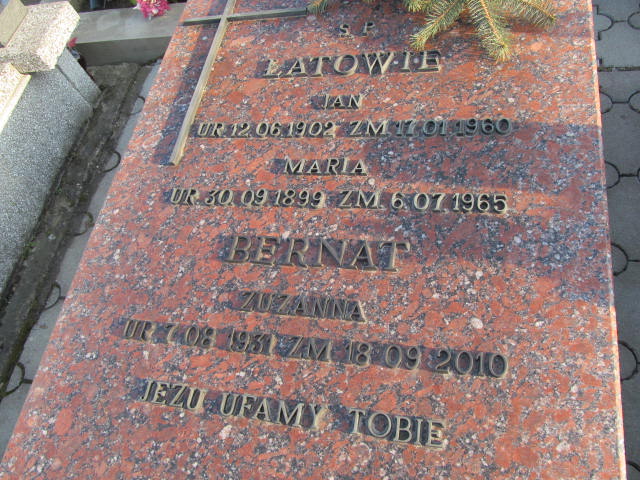 Ś.P.
ŁATOWIE
JAN
UR. 12.06.1902 ZM. 17.01.1960
MARIA
UR. 30.09.1899 ZM. 6.07.1965
BERNAT
ZUZANNA
UR. 7.08.1931 ZM. 18.09.2010
JEZU UFAMY TOBIE